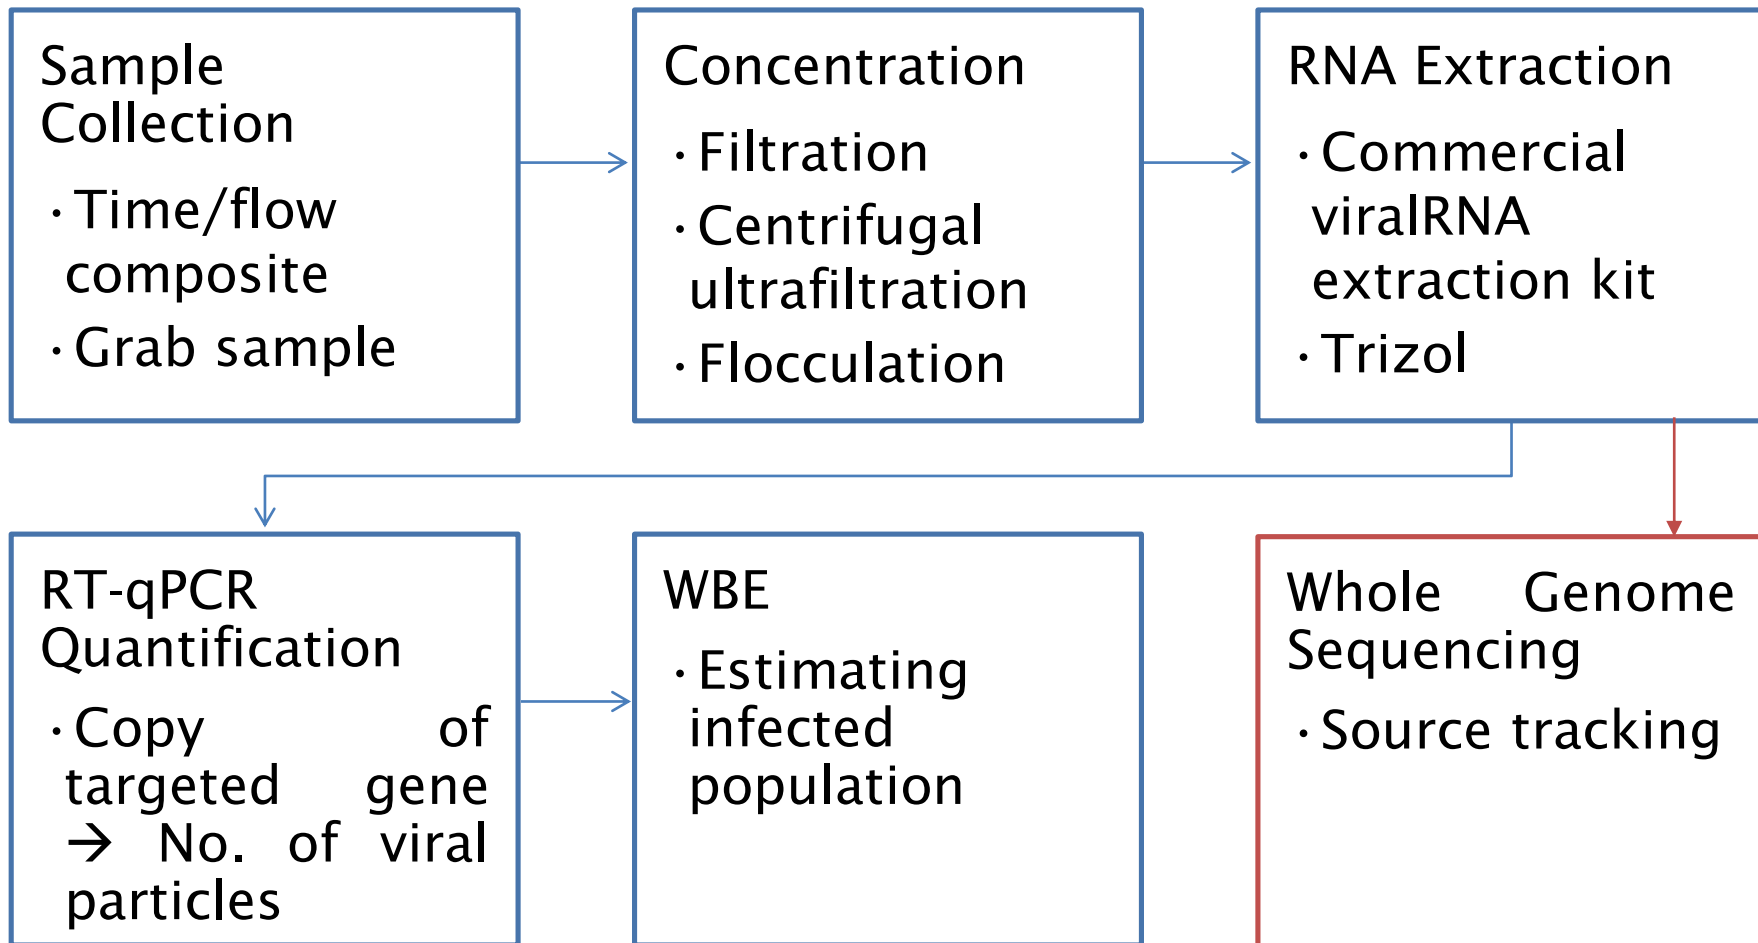 Sample
Collection
· Time/flow
composite
· Grab sample
Concentration
· Filtration
· Centrifugal
ultrafiltration
· Flocculation
RNA Extraction
· Commercial
viralRNA
extraction kit
· Trizol
RT-qPCR
Quantification
· Copy of
targeted gene
→ No. of viral
particles
WBE
· Estimating
infected
population
Whole Genome
Sequencing
· Source tracking